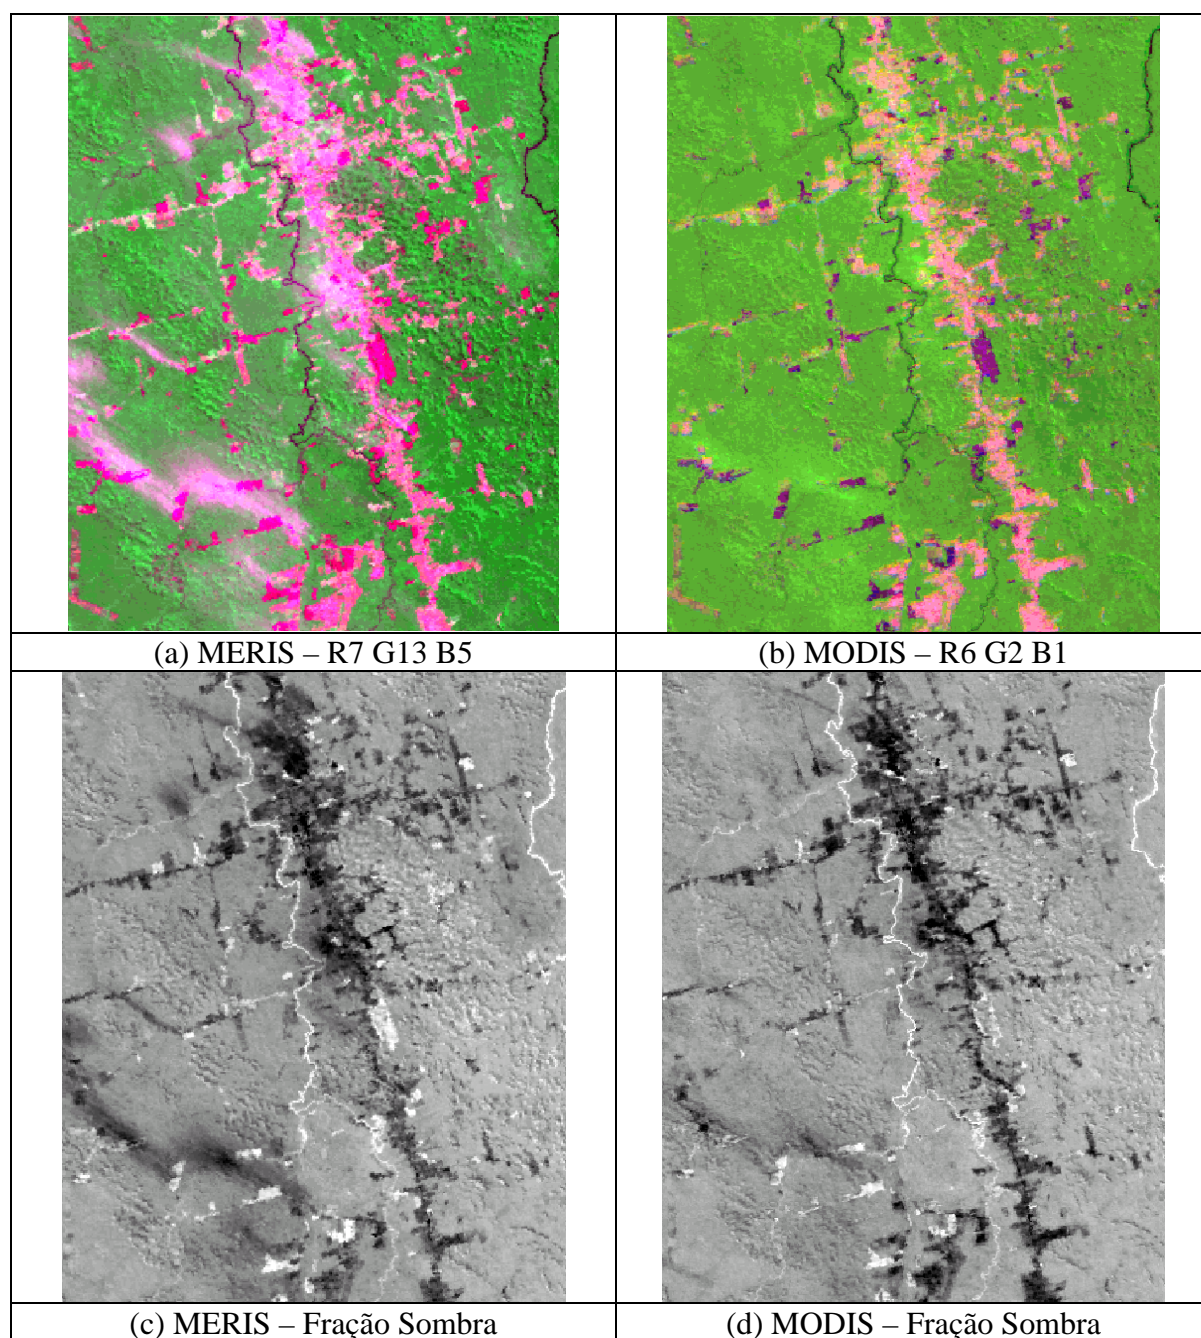 (a) MERIS – R7 G13 B5
(b) MODIS – R6 G2 B1
(c) MERIS – Fração Sombra
(d) MODIS – Fração Sombra